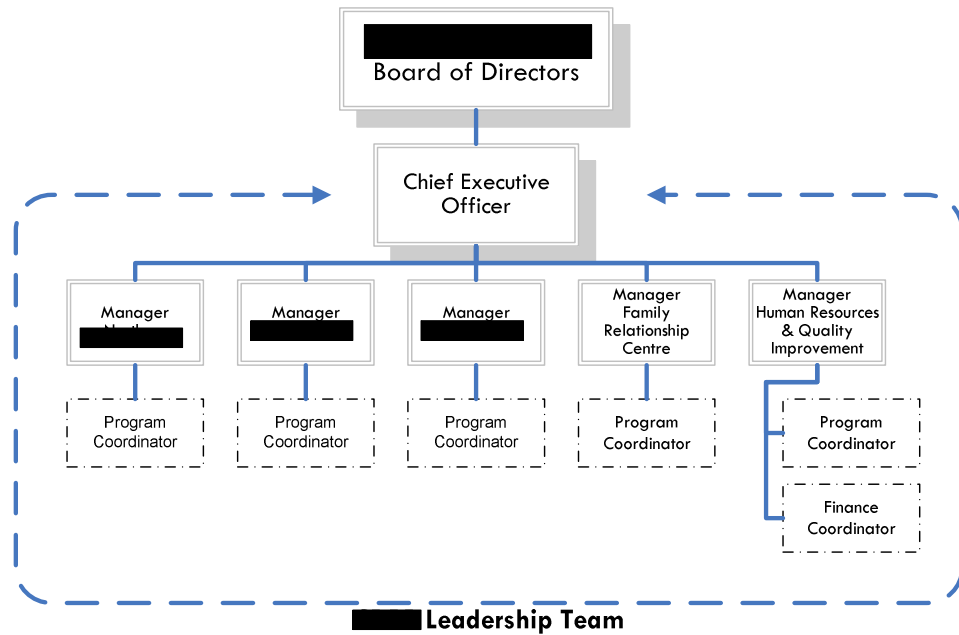 Board of Directors
Chief Executive
Officer
Manager
Manager
Manager
Manager
Family
Relationship
Centre
Manager
Human Resources
& Quality
Improvement
Program
Coordinator
Program
Coordinator
Program
Coordinator
Program
Coordinator
Program
Coordinator
Finance
Coordinator
Leadership Team